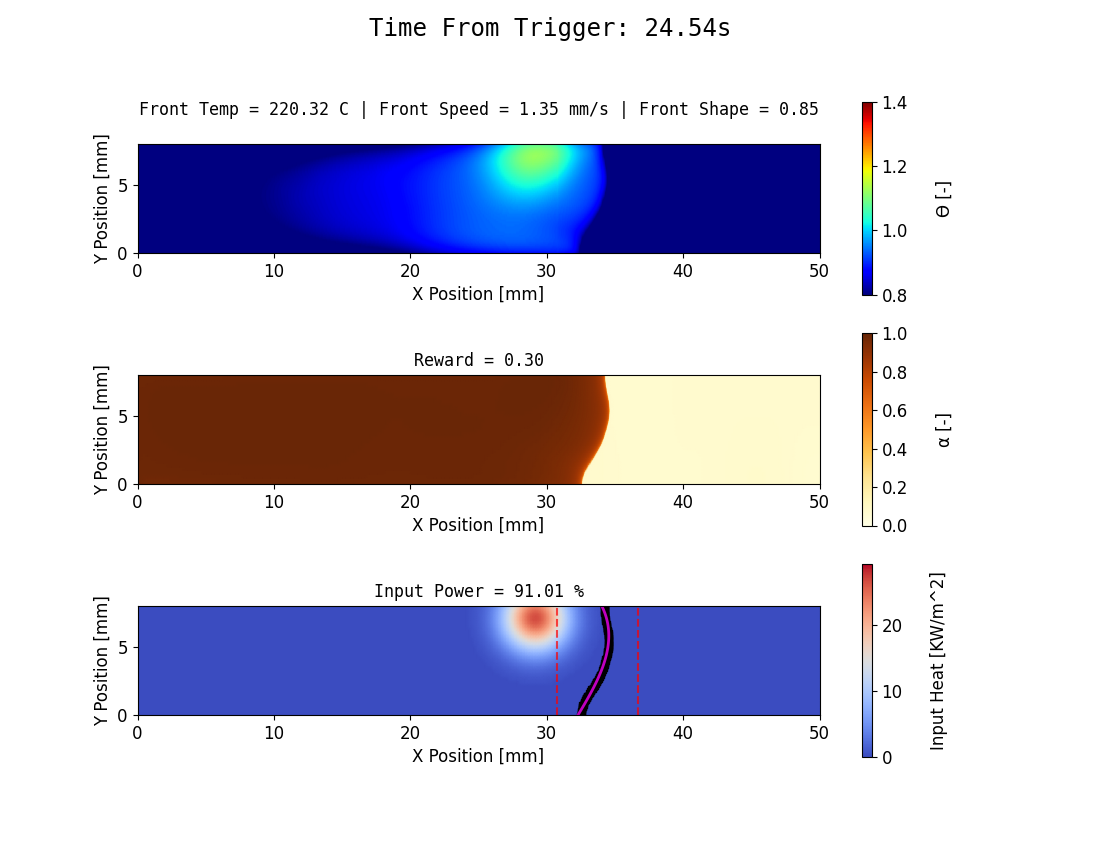 Time From Trigger: 24.54s
Front Temp = 220.32 C | Front Speed = 1.35 mm/s | Front Shape = 0.85
Y Position [mm]
5
0
0 10 20 30 40 50
X Position [mm]
1.4
1.2
1.0
0.8
Θ [-]
Reward = 0.30
Y Position [mm]
5
0
0 10 20 30 40 50
X Position [mm]
1.0
0.8
0.6
0.4
0.2
0.0
α [-]
Input Power = 91.01 %
Y Position [mm]
5
0
0 10 20 30 40 50
X Position [mm]
20
10
0
Input Heat [KW/m^2]